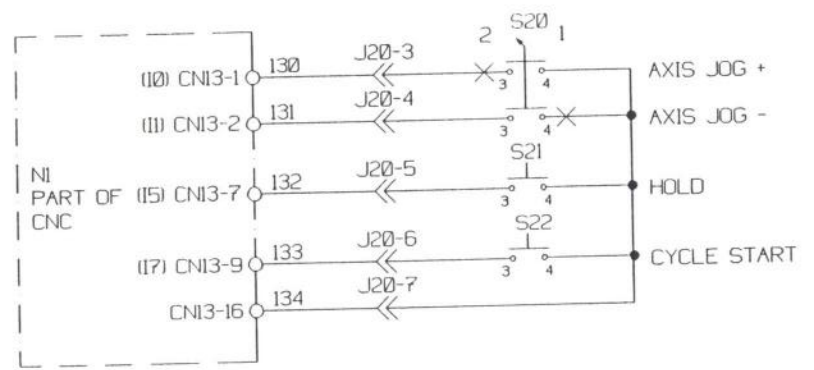 2 S20 1
(I0) CN13-1 130 J20-3 3 4 AXIS JOG +
(I1) CN13-2 131 J20-4 3 4 AXIS JOG -
S21
N1
PART OF (I5) CN13-7 132 J20-5 3 4 HOLD
CNC
S22
(I7) CN13-9 133 J20-6 3 4 CYCLE START
CN13-16 134 J20-7